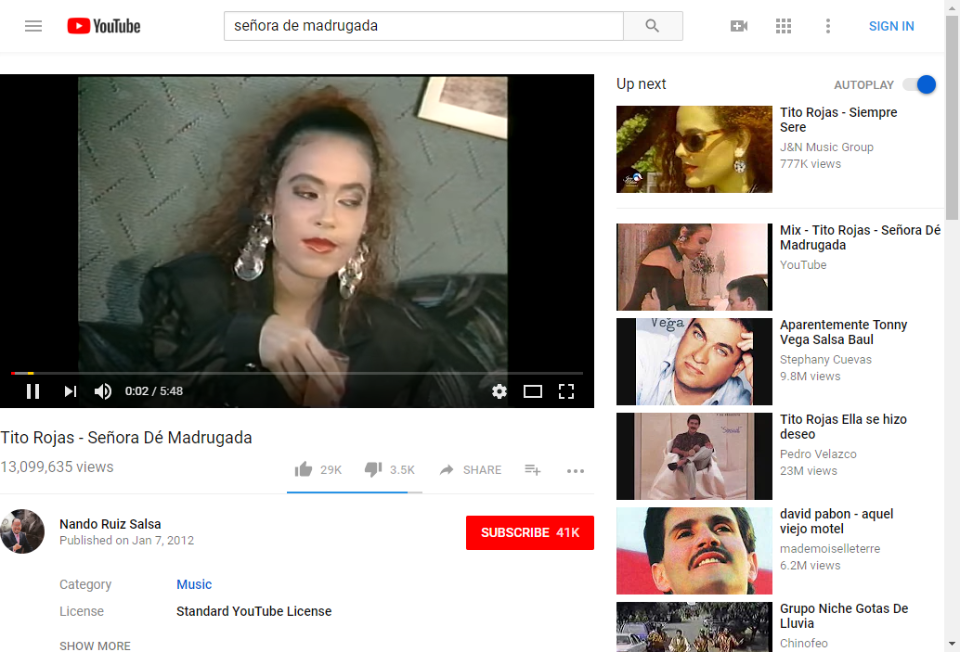 YouTube
señora de madrugada
SIGN IN
0:02 / 5:48
Tito Rojas - Señora Dé Madrugada
13,099,635 views
29K
3.5K
SHARE
Nando Ruiz Salsa
Published on Jan 7, 2012
SUBSCRIBE 41K
Category
Music
License
Standard YouTube License
SHOW MORE
Up next
AUTOPLAY
Tito Rojas - Siempre
Sere
J&N Music Group
777K views
Mix - Tito Rojas - Señora Dé
Madrugada
YouTube
Vega
Aparentemente Tonny
Vega Salsa Baul
Stephany Cuevas
9.8M views
Tito Rojas Ella se hizo
deseo
Pedro Velazco
23M views
david pabon - aquel
viejo motel
mademoiselleterre
6.2M views
Grupo Niche Gotas De
Lluvia
Chinofeo